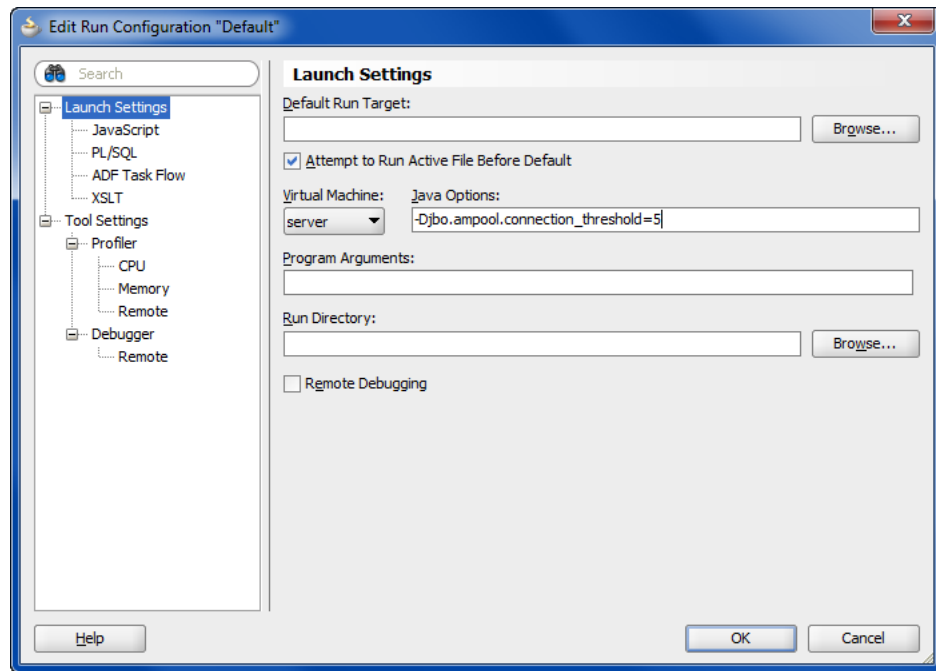 Edit Run Configuration "Default"
Search
Launch Settings
JavaScript
PL/SQL
ADF Task Flow
XSLT
Tool Settings
Profiler
CPU
Memory
Remote
Debugger
Remote
Launch Settings
Default Run Target:
Browse...
Attempt to Run Active File Before Default
Virtual Machine: Java Options:
server -Djbo.ampool.connection_threshold=5
Program Arguments:
Run Directory:
Browse...
Remote Debugging
Help OK Cancel